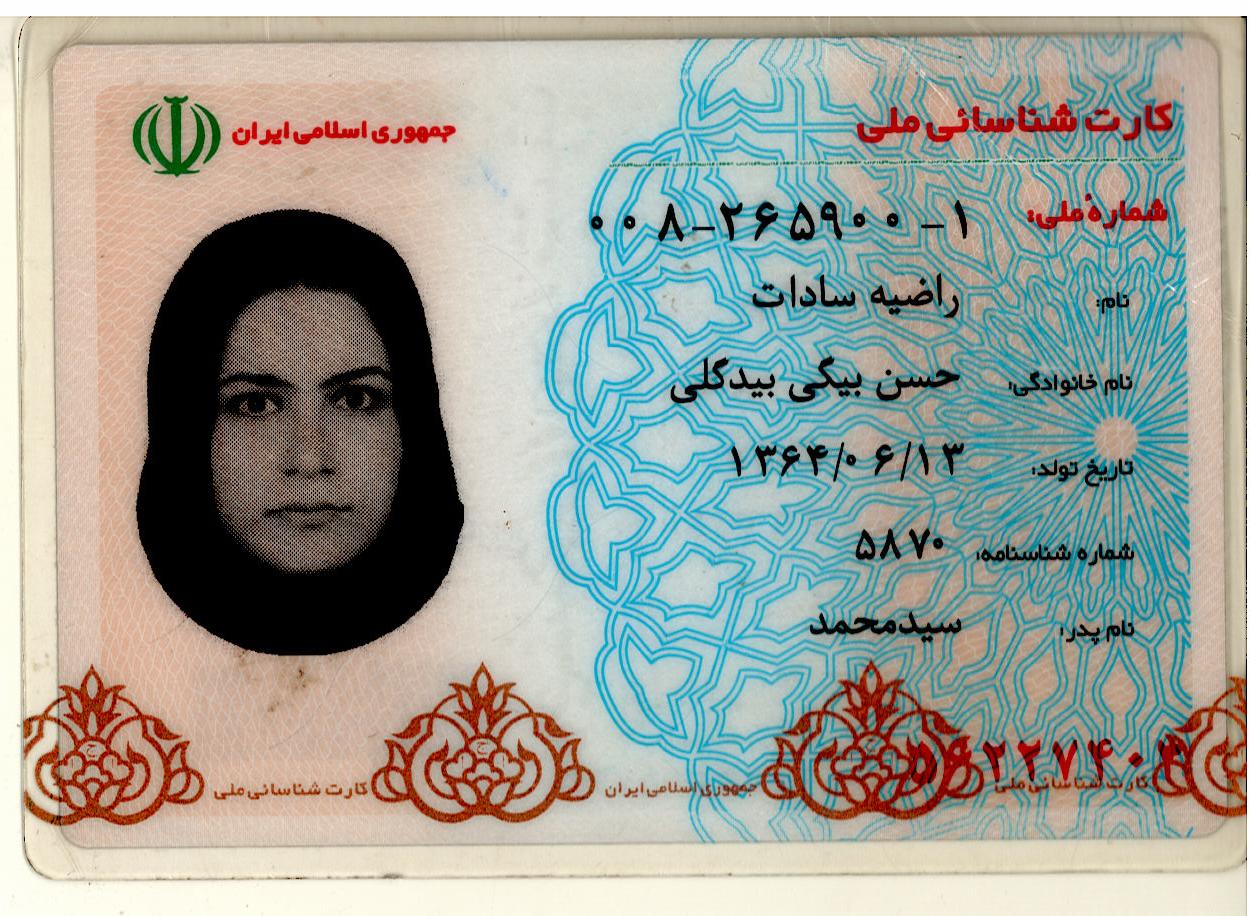 کارت شناسائی ملی
جمهوری اسلامی ایران
شمارهٔ ملی: ۰۰۸-۲۶۵۹۰۰-۱
نام: راضیه سادات
نام خانوادگی: حسن بیگی بیدگلی
تاریخ تولد: ۱۳۶۴/۰۶/۱۳
شماره شناسنامه: ۵۸۷۰
نام پدر: سیدمحمد
کارت شناسائی ملی جمهوری اسلامی ایران کارت شناسائی ملی